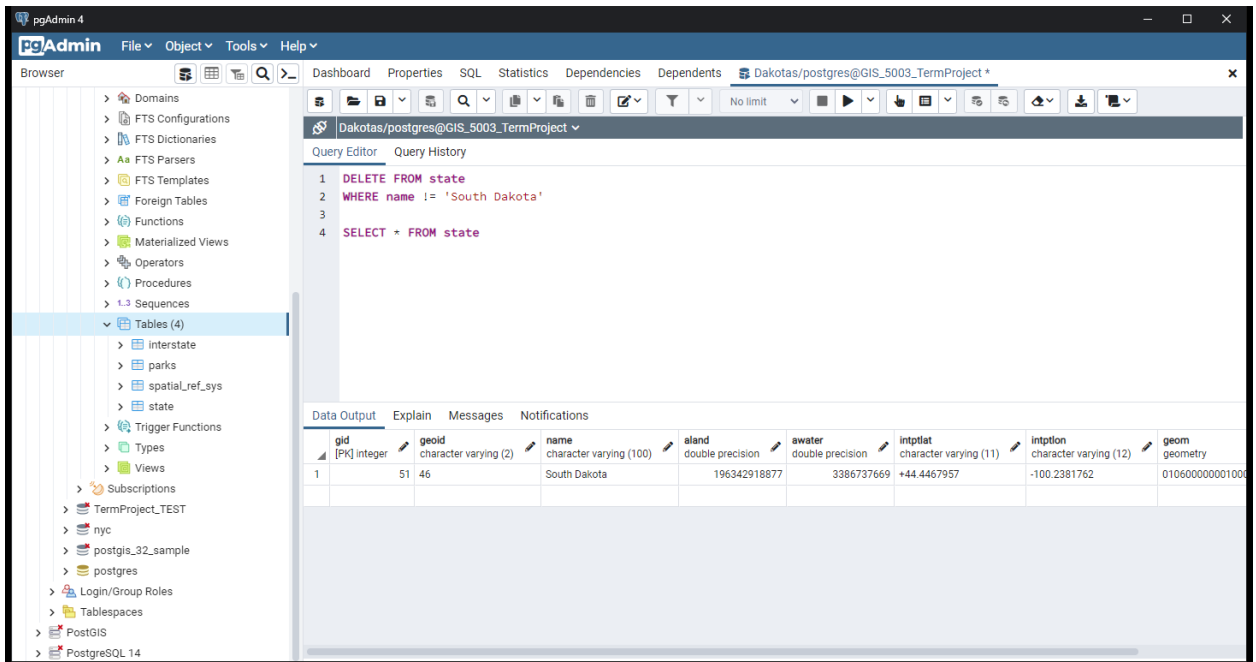 pgAdmin 4
pgAdmin File Object Tools Help
Browser
Dashboard Properties SQL Statistics Dependencies Dependents Dakotas/postgres@GIS_5003_TermProject *
No limit
Dakotas/postgres@GIS_5003_TermProject
Query Editor Query History
1 DELETE FROM state
2 WHERE name != 'South Dakota'
3
4 SELECT * FROM state
Domains
FTS Configurations
FTS Dictionaries
Aa FTS Parsers
FTS Templates
Foreign Tables
Functions
Materialized Views
Operators
Procedures
1..3 Sequences
Tables (4)
interstate
parks
spatial_ref_sys
state
Trigger Functions
Types
Views
Subscriptions
TermProject_TEST
nyc
postgis_32_sample
postgres
Login/Group Roles
Tablespaces
PostGIS
PostgreSQL 14
Data Output Explain Messages Notifications
gid geoid name aland awater intptlat intptlon geom
[PK] integer character varying (2) character varying (100) double precision double precision character varying (11) character varying (12) geometry
1 51 46 South Dakota 196342918877 3386737669 +44.4467957 -100.2381762 010600000001000